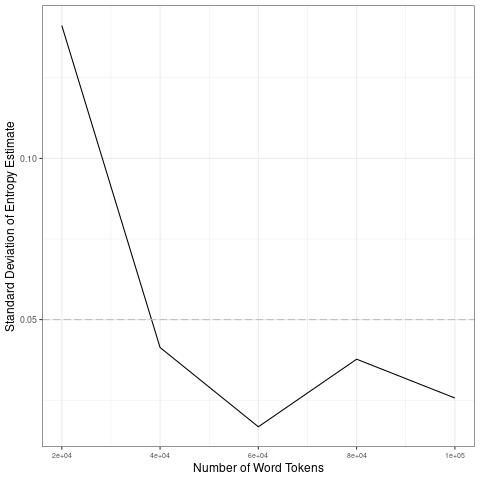 Standard Deviation of Entropy Estimate
0.10
0.05
2e+04 4e+04 6e+04 8e+04 1e+05
Number of Word Tokens